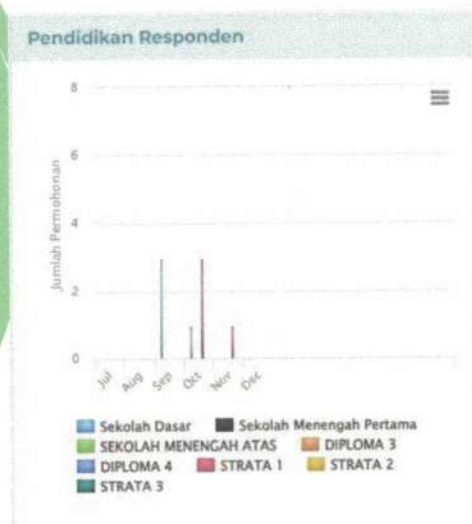 Pendidikan Responden
8
6
4
2
0
Jumlah Permohonan
Jul Aug Sep Oct Nov Dec
Sekolah Dasar Sekolah Menengah Pertama
SEKOLAH MENENGAH ATAS DIPLOMA 3
DIPLOMA 4 STRATA 1 STRATA 2
STRATA 3